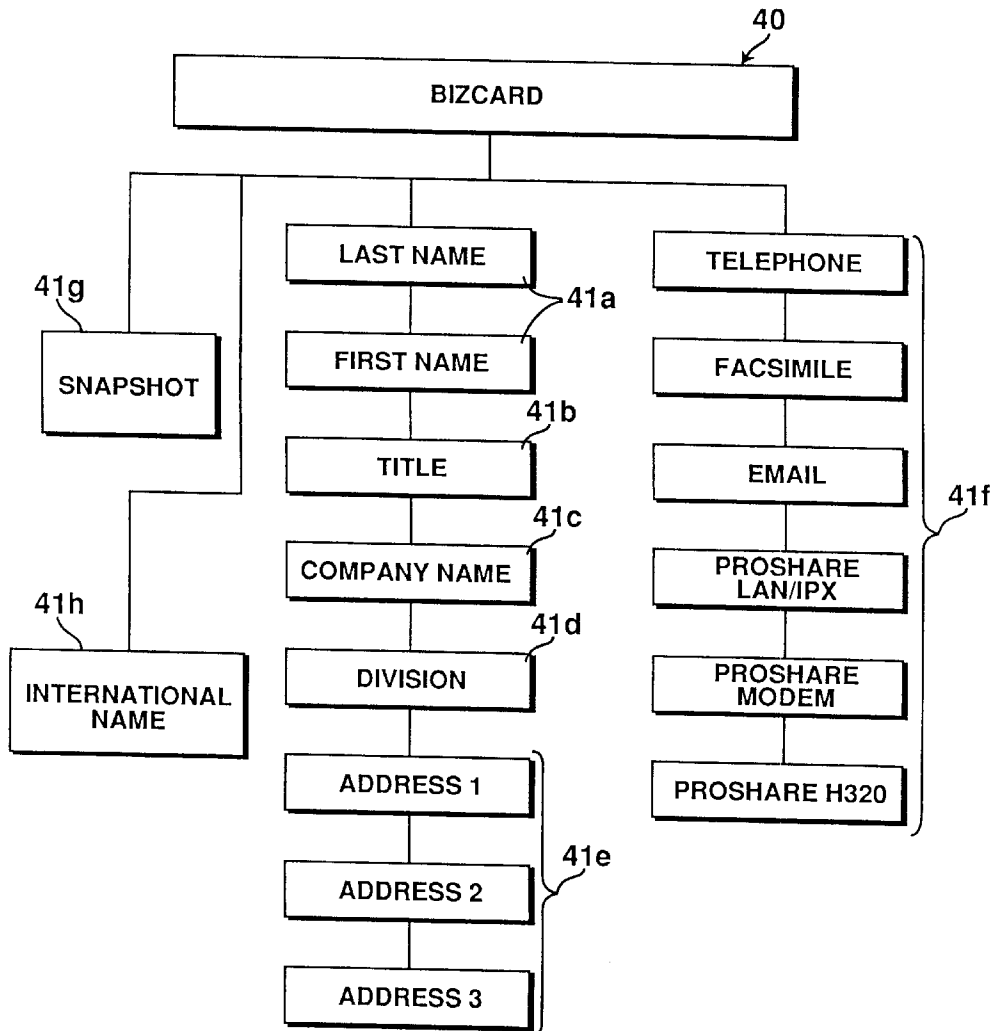 40
BIZCARD
LAST NAME
41a
FIRST NAME
TITLE
41b
COMPANY NAME
41c
DIVISION
41d
ADDRESS 1
ADDRESS 2
ADDRESS 3
41e
41g
SNAPSHOT
41h
INTERNATIONAL
NAME
TELEPHONE
FACSIMILE
EMAIL
PROSHARE
LAN/IPX
PROSHARE
MODEM
PROSHARE H320
41f